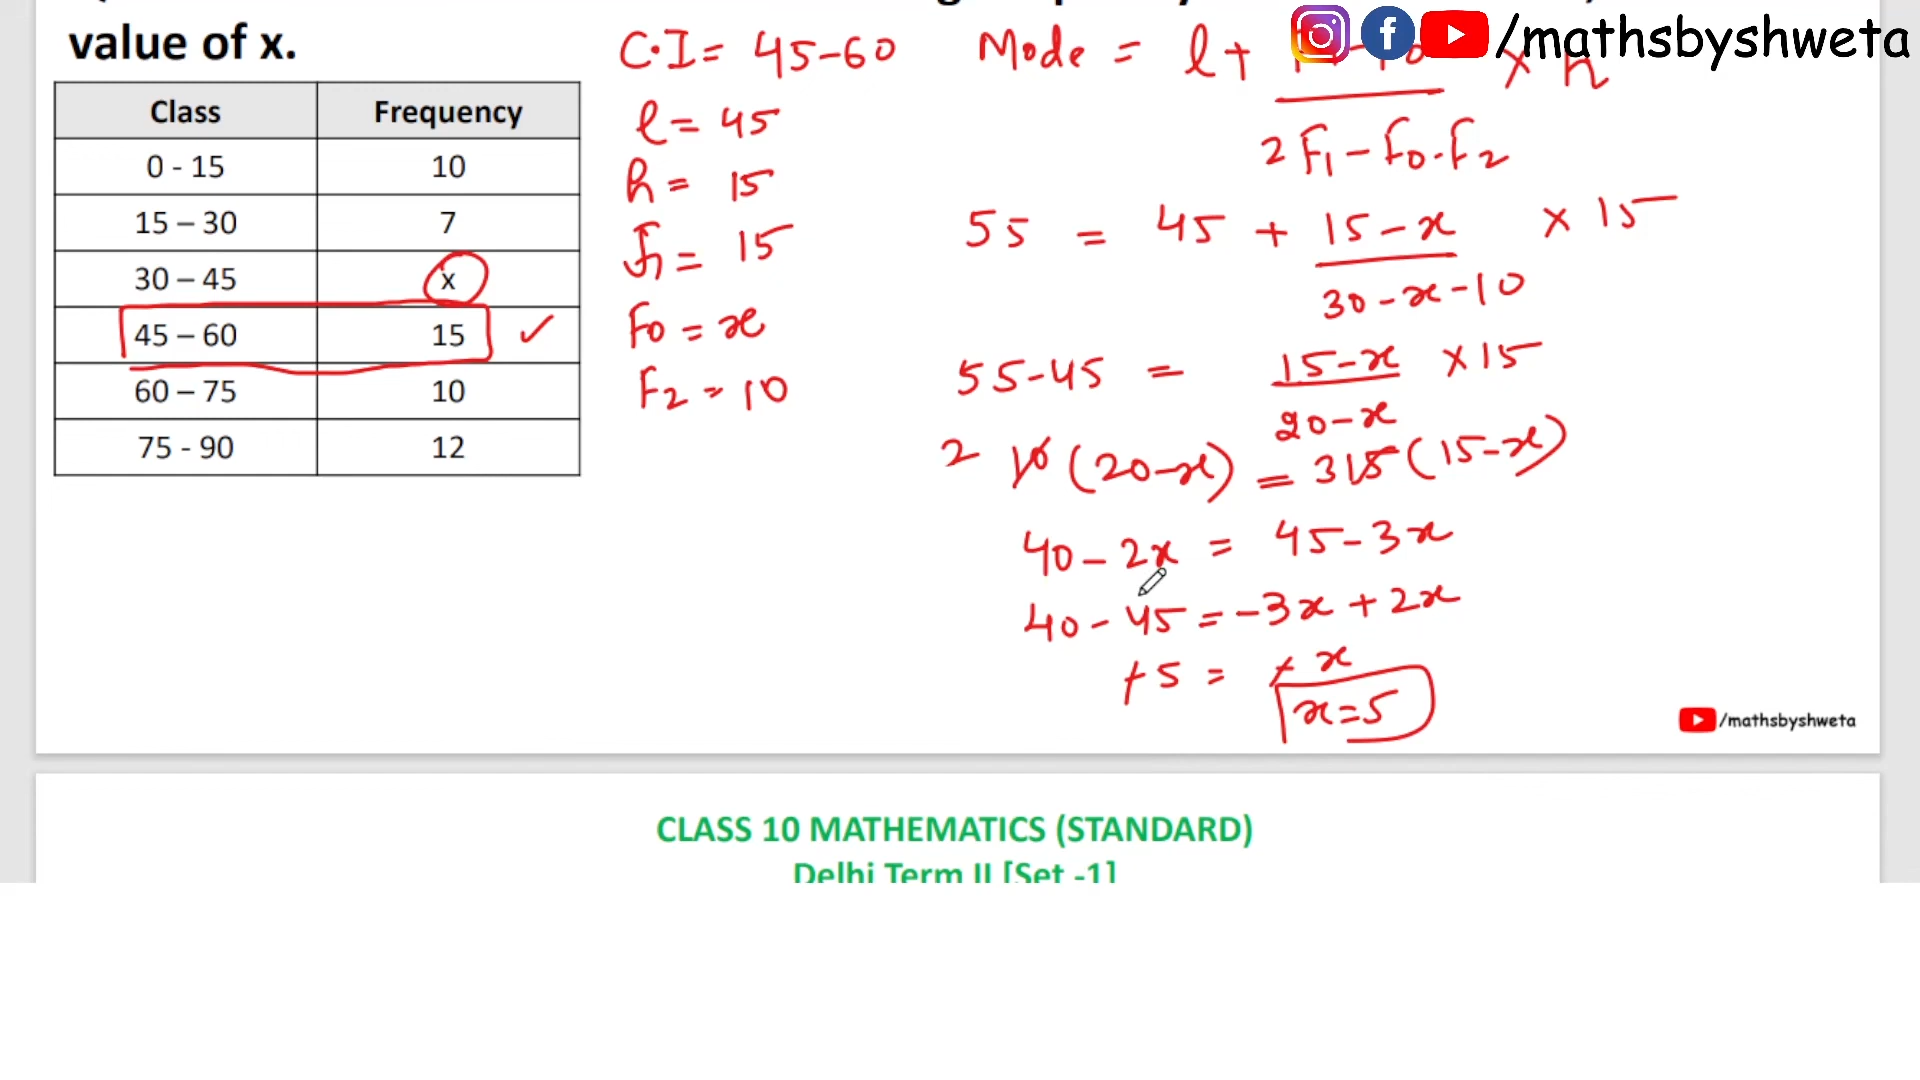 value of x.
/mathsbyshweta
Class Frequency
0 - 15 10
15 – 30 7
30 – 45 x
45 – 60 15 ✓
60 – 75 10
75 - 90 12
C.I = 45-60
l = 45
h = 15
f1 = 15
F0 = x
F2 = 10
Mode = l +
× h
2F1 - F0 - F2
55 = 45 + 15-x × 15
30-x-10
55-45 = 15-x × 15
20-x
2 10 (20-x) = 3 15 (15-x)
40 - 2x = 45 - 3x
40 - 45 = -3x + 2x
-5 = -x
x=5
/mathsbyshweta
CLASS 10 MATHEMATICS (STANDARD)
Delhi Term II [Set -1]